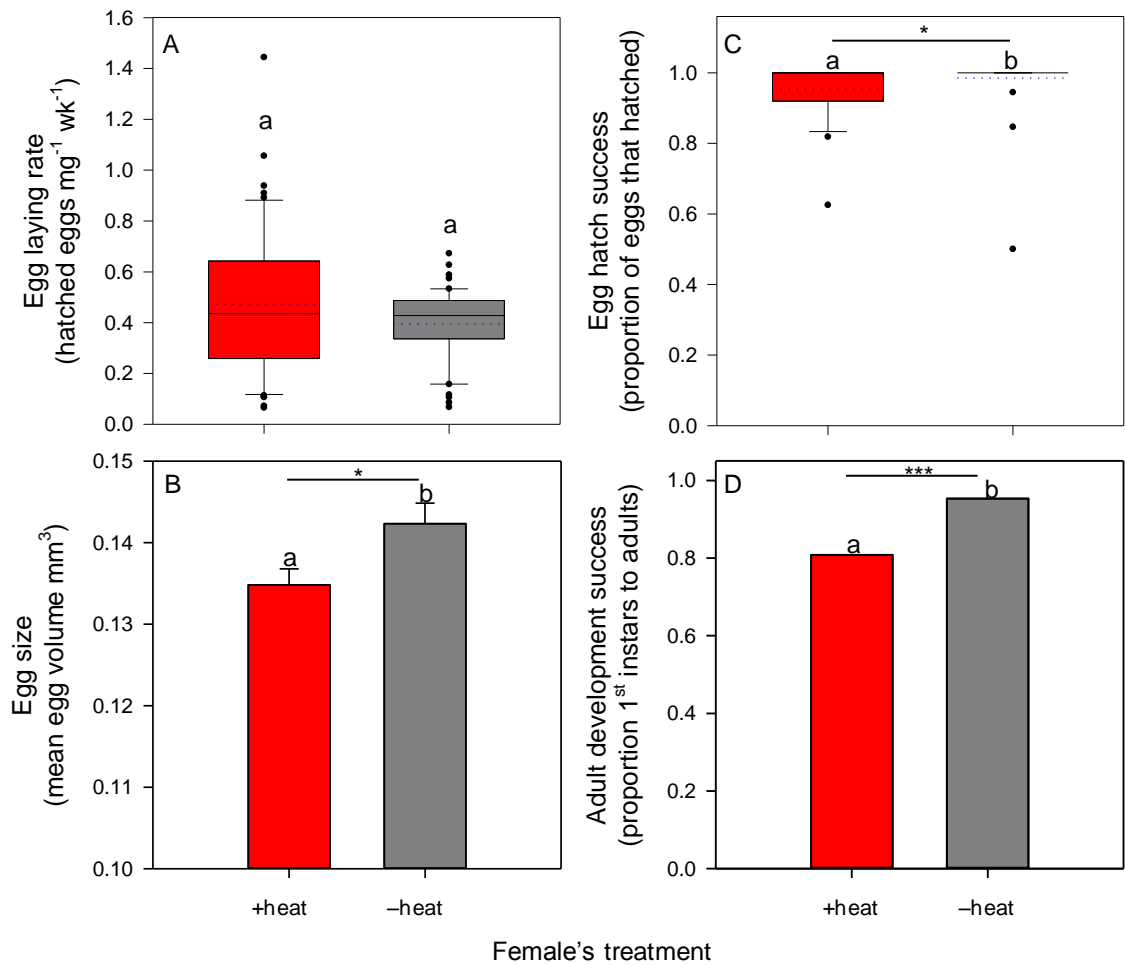 A
Egg laying rate
(hatched eggs mg⁻¹ wk⁻¹)
1.6
1.4
1.2
1.0
0.8
0.6
0.4
0.2
0.0
a
a
C
Egg hatch success
(proportion of eggs that hatched)
1.0
0.8
0.6
0.4
0.2
0.0
*
a
b
B
Egg size
(mean egg volume mm³)
0.15
0.14
0.13
0.12
0.11
0.10
*
a
b
+heat
–heat
D
Adult development success
(proportion 1ˢᵗ instars to adults)
1.0
0.8
0.6
0.4
0.2
0.0
***
a
b
+heat
–heat
Female's treatment